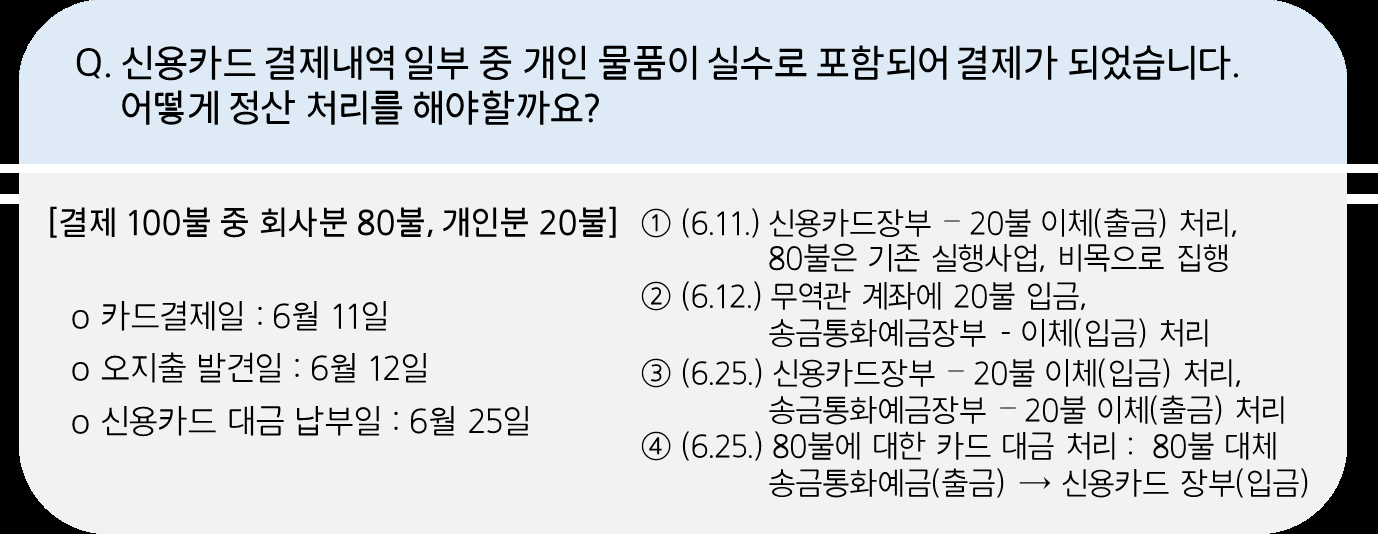 Q. 신용카드 결제내역 일부 중 개인 물품이 실수로 포함되어 결제가 되었습니다.
어떻게 정산 처리를 해야할까요?
[결제 100불 중 회사분 80불, 개인분 20불]
o 카드결제일 : 6월 11일
o 오지출 발견일 : 6월 12일
o 신용카드 대금 납부일 : 6월 25일
① (6.11.) 신용카드장부 – 20불 이체(출금) 처리,
80불은 기존 실행사업, 비목으로 집행
② (6.12.) 무역관 계좌에 20불 입금,
송금통화예금장부 - 이체(입금) 처리
③ (6.25.) 신용카드장부 – 20불 이체(입금) 처리,
송금통화예금장부 – 20불 이체(출금) 처리
④ (6.25.) 80불에 대한 카드 대금 처리 : 80불 대체
송금통화예금(출금) → 신용카드 장부(입금)